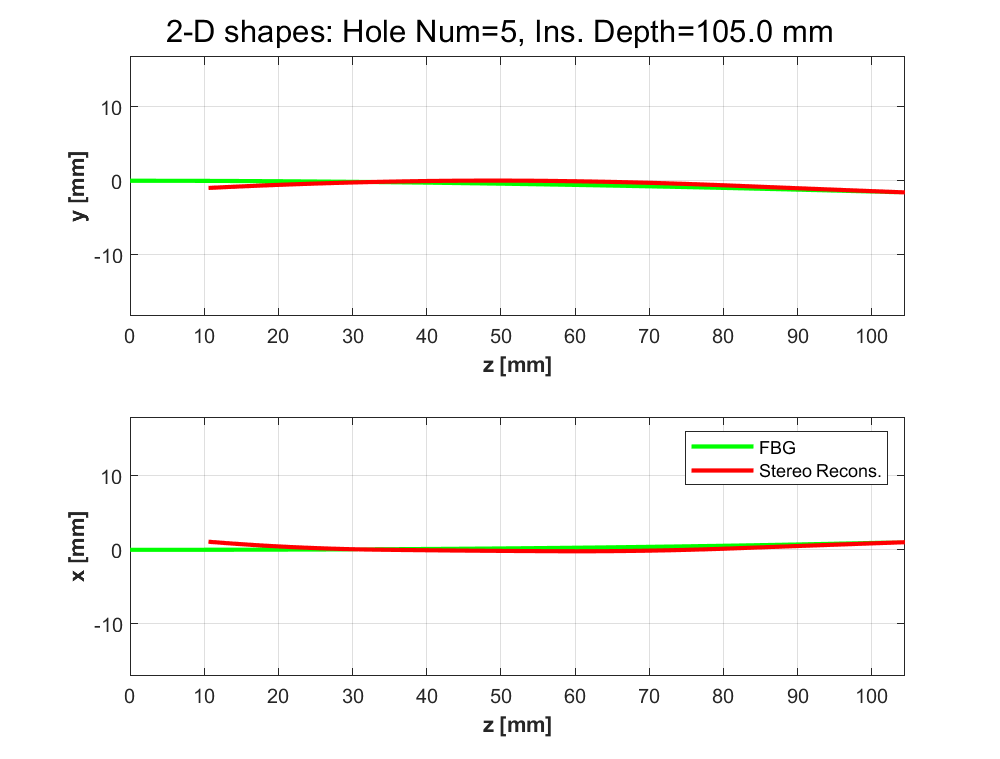 2-D shapes: Hole Num=5, Ins. Depth=105.0 mm
10
0
-10
y [mm]
0 10 20 30 40 50 60 70 80 90 100
z [mm]
FBG
Stereo Recons.
10
0
-10
x [mm]
0 10 20 30 40 50 60 70 80 90 100
z [mm]